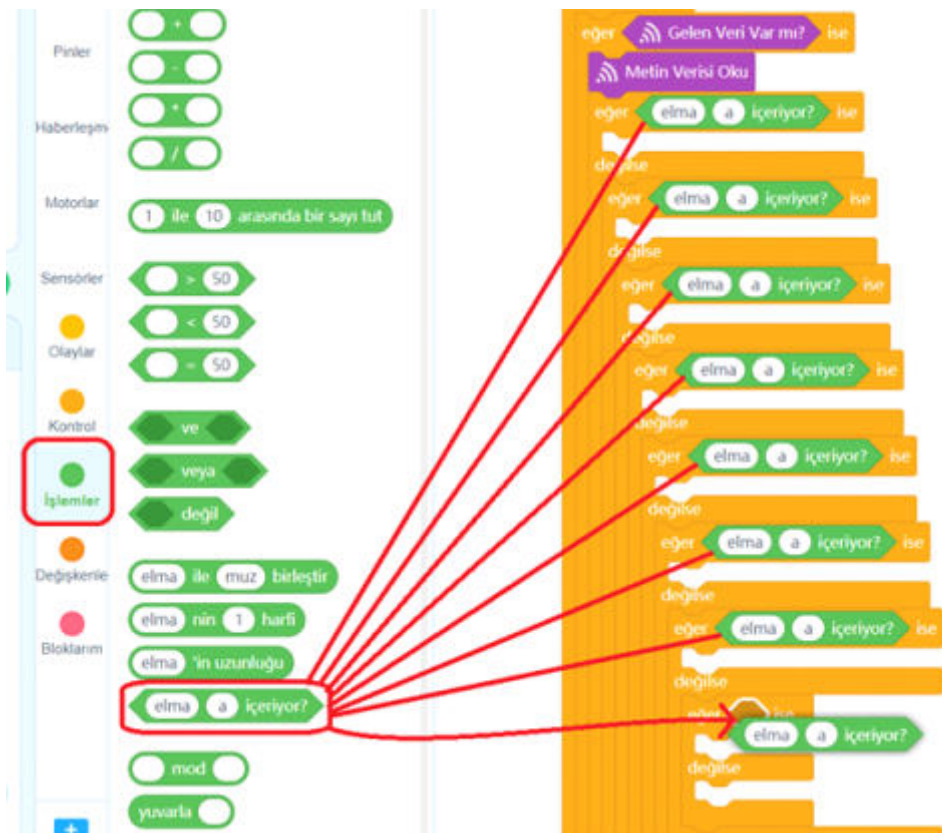 Pinler
Haberleşm
Motorlar
Sensörler
Olaylar
Kontrol
İşlemler
Değişkenle
Bloklarım
+
-
*
/
1 ile 10 arasında bir sayı tut
> 50
< 50
= 50
ve
veya
değil
elma ile muz birleştir
elma nin 1 harfi
elma 'in uzunluğu
elma a içeriyor?
mod
yuvarla
eğer Gelen Veri Var mı? ise
Metin Verisi Oku
eğer elma a içeriyor? ise
değilse
eğer elma a içeriyor? ise
değilse
eğer elma a içeriyor? ise
değilse
eğer elma a içeriyor? ise
değilse
eğer elma a içeriyor? ise
değilse
eğer elma a içeriyor? ise
değilse
eğer elma a içeriyor? ise
değilse
eğer ise
elma a içeriyor?
değilse